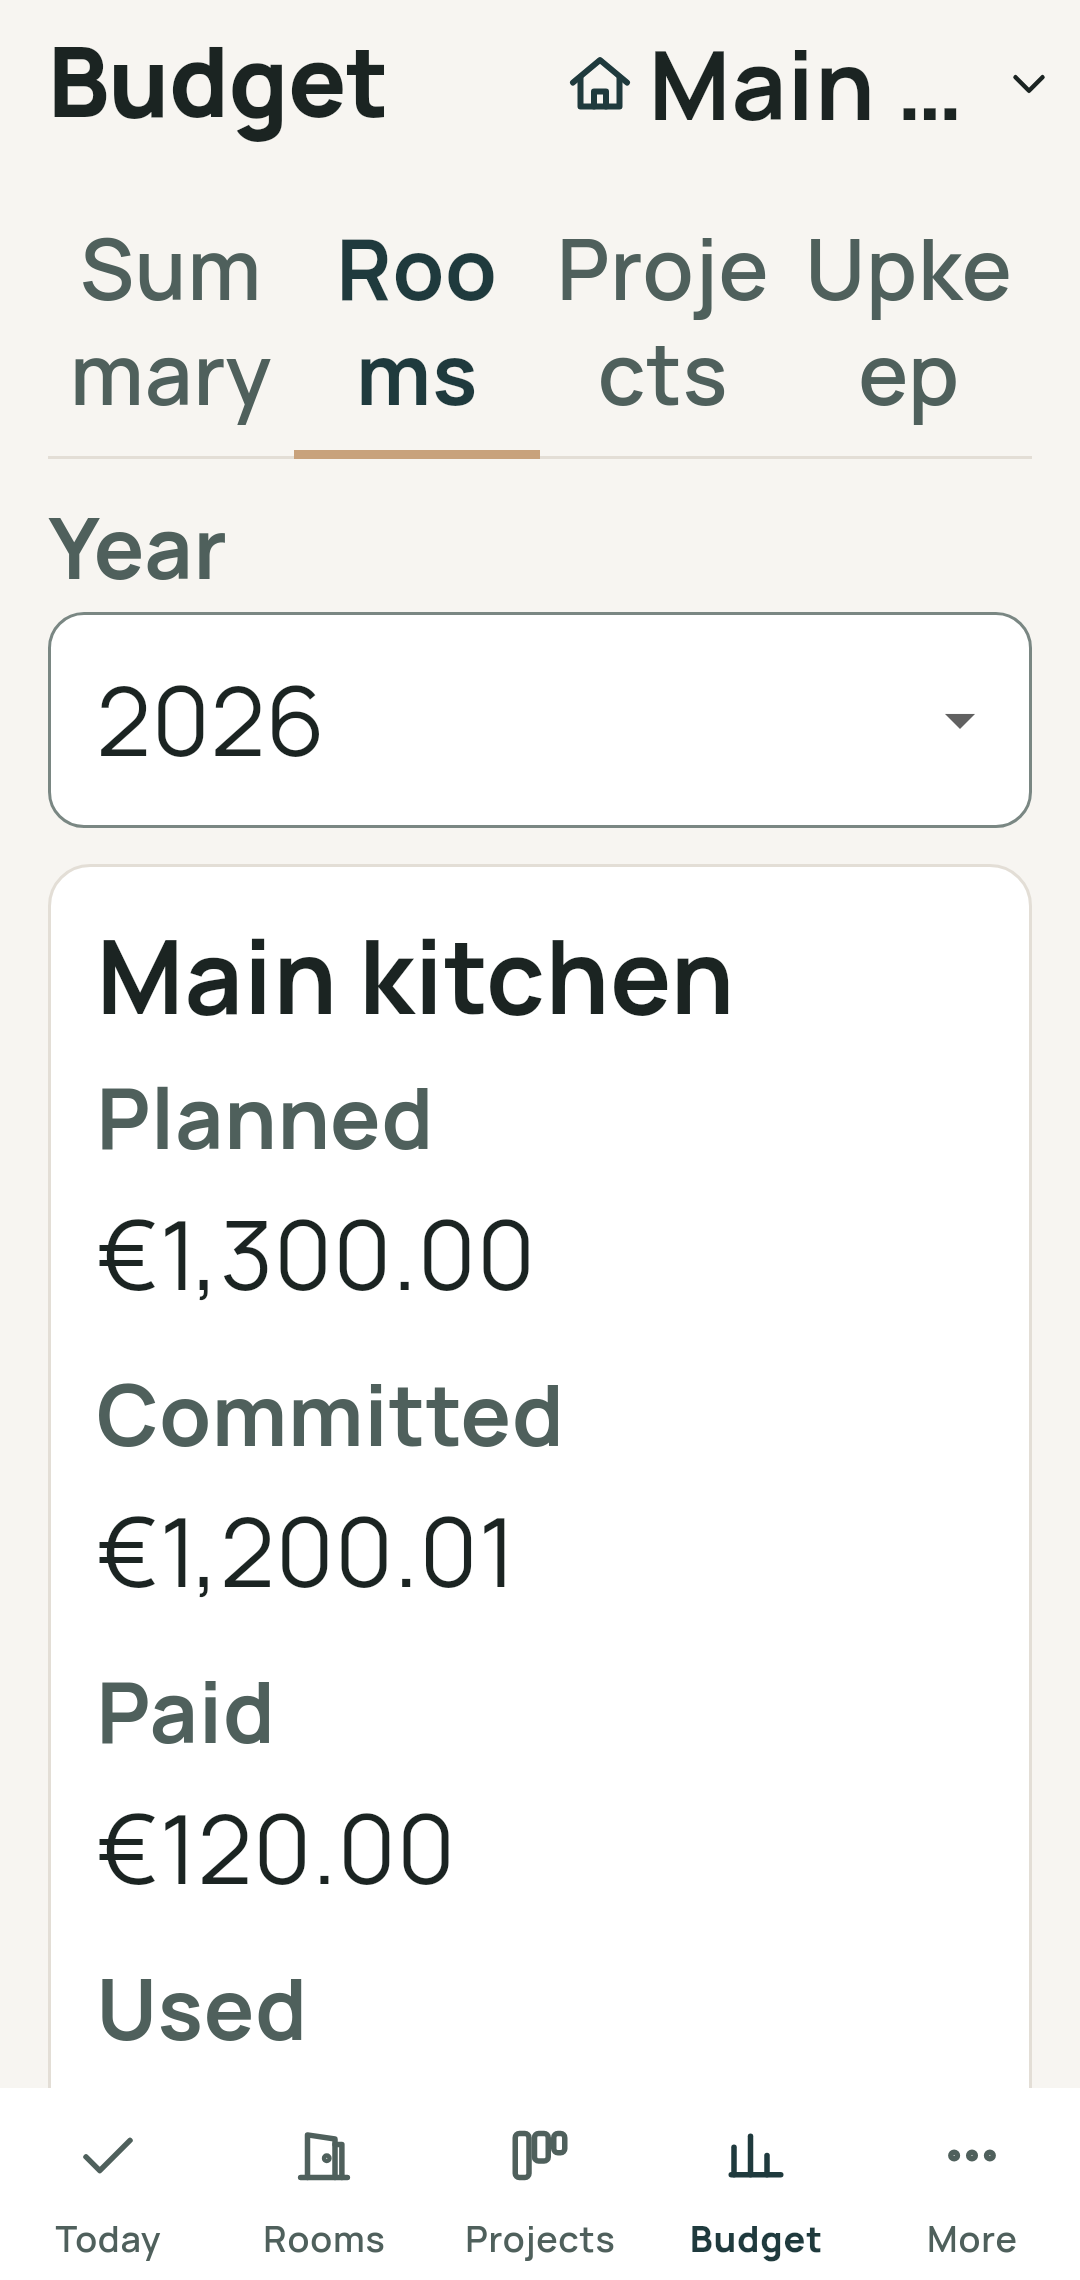 Budget
Main ...
Sum
mary
Roo
ms
Proje
cts
Upke
ep
Year
2026
Main kitchen
Planned
€1,300.00
Committed
€1,200.01
Paid
€120.00
Used
Today
Rooms
Projects
Budget
More